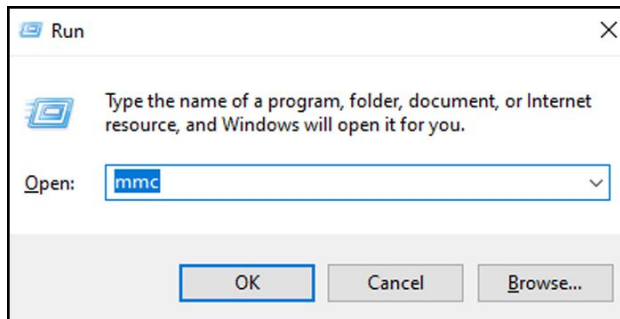 Run
Type the name of a program, folder, document, or Internet
resource, and Windows will open it for you.
Open: mmc
OK Cancel Browse...